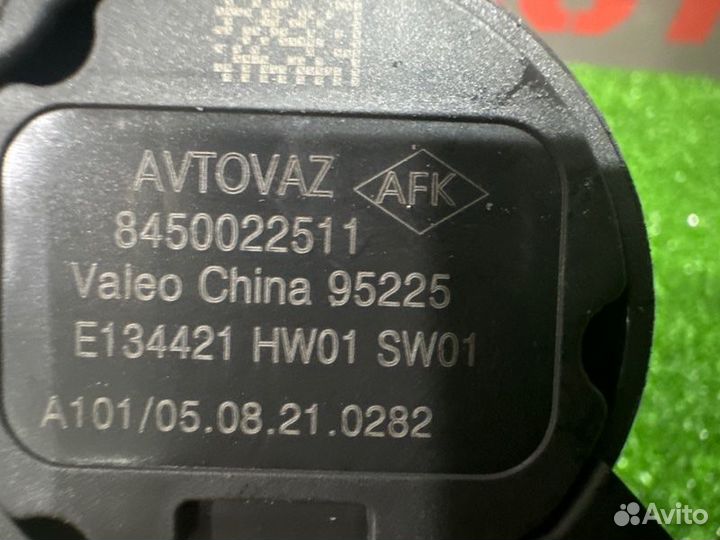 AVTOVAZ AFK
8450022511
Valeo China 95225
E134421 HW01 SW01
A101/05.08.21.0282
Avito